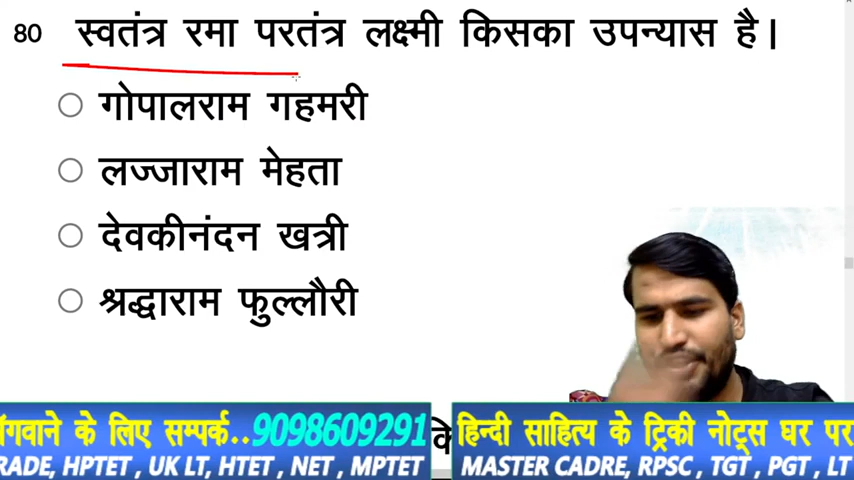 80 स्वतंत्र रमा परतंत्र लक्ष्मी किसका उपन्यास है।
गोपालराम गहमरी
लज्जाराम मेहता
देवकीनंदन खत्री
श्रद्धाराम फुल्लौरी
कि
ंगवाने के लिए सम्पर्क..9098609291 हिन्दी साहित्य के ट्रिकी नोट्स घर पर
RADE, HPTET , UK LT, HTET , NET , MPTET MASTER CADRE, RPSC , TGT , PGT , LT